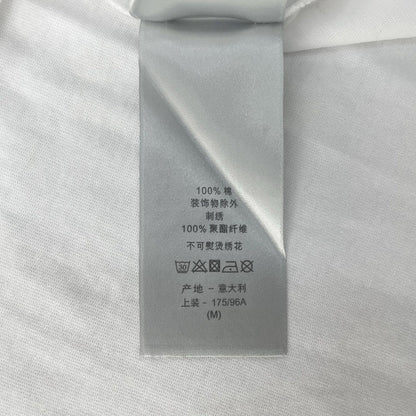 100% 棉
装饰物除外
刺绣
100% 聚酯纤维
不可熨烫绣花
30
产地 - 意大利
上装 - 175/96A
(M)